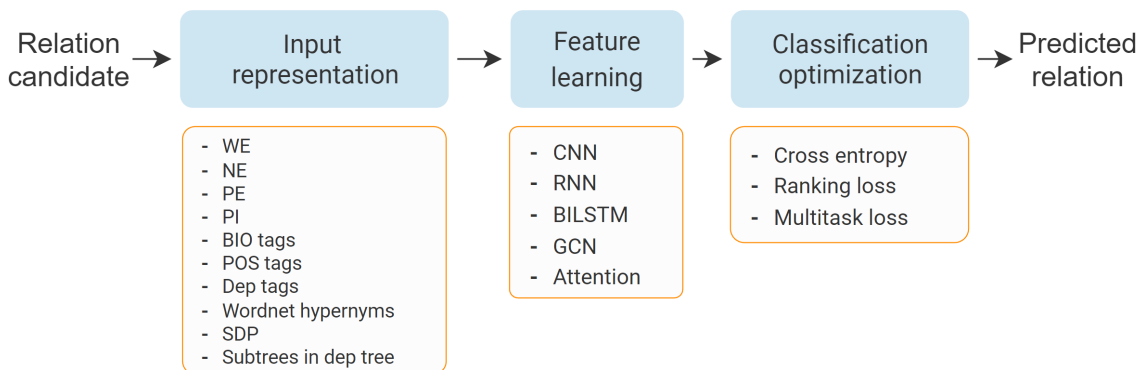 Relation
candidate
Input
representation
Feature
learning
Classification
optimization
Predicted
relation
- WE
- NE
- PE
- PI
- BIO tags
- POS tags
- Dep tags
- Wordnet hypernyms
- SDP
- Subtrees in dep tree
- CNN
- RNN
- BILSTM
- GCN
- Attention
- Cross entropy
- Ranking loss
- Multitask loss